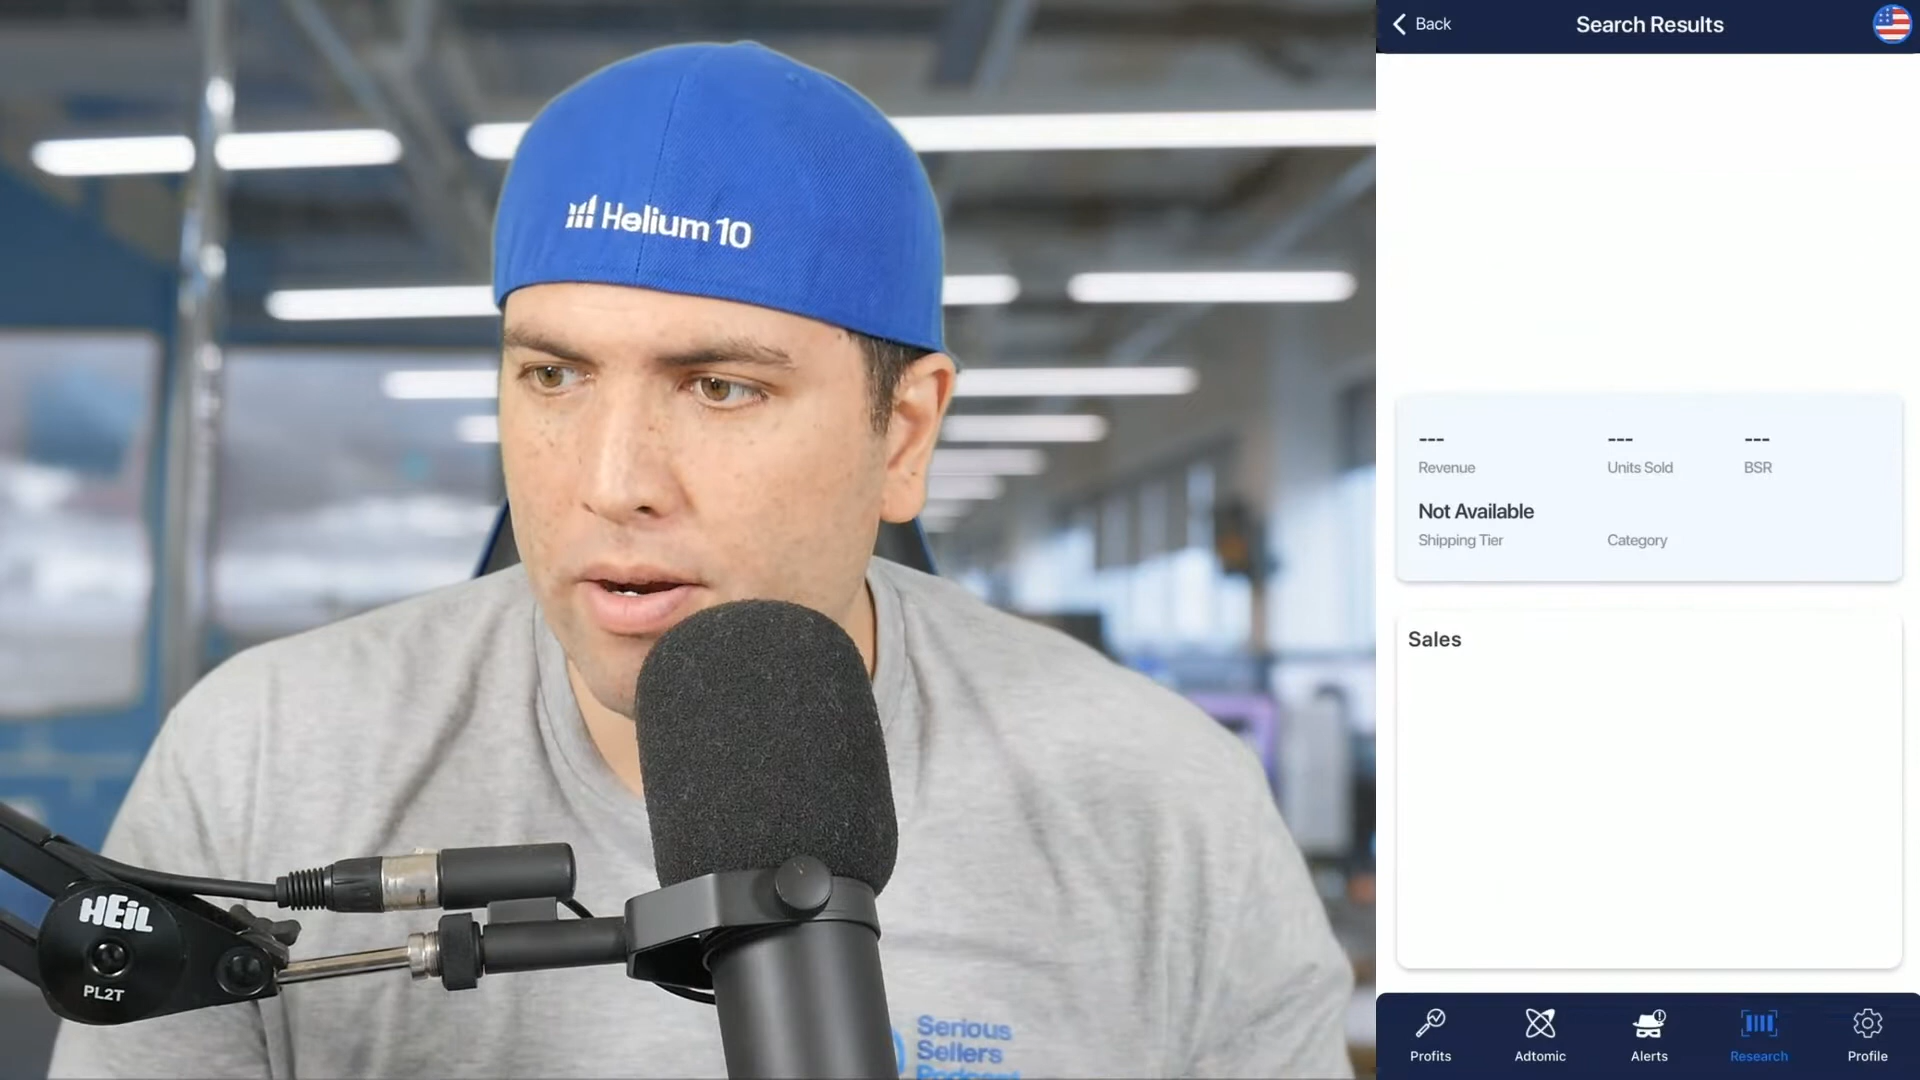 Back
Search Results
Helium 10
---
---
---
Revenue
Units Sold
BSR
Not Available
Shipping Tier
Category
Sales
HEiL
PL2T
Serious
Sellers
Podcast
Profits
Adtomic
Alerts
Research
Profile